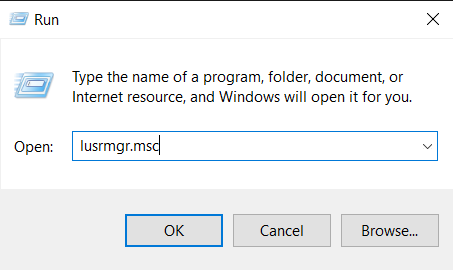 Run
Type the name of a program, folder, document, or
Internet resource, and Windows will open it for you.
Open:
lusrmgr.msc
OK
Cancel
Browse...